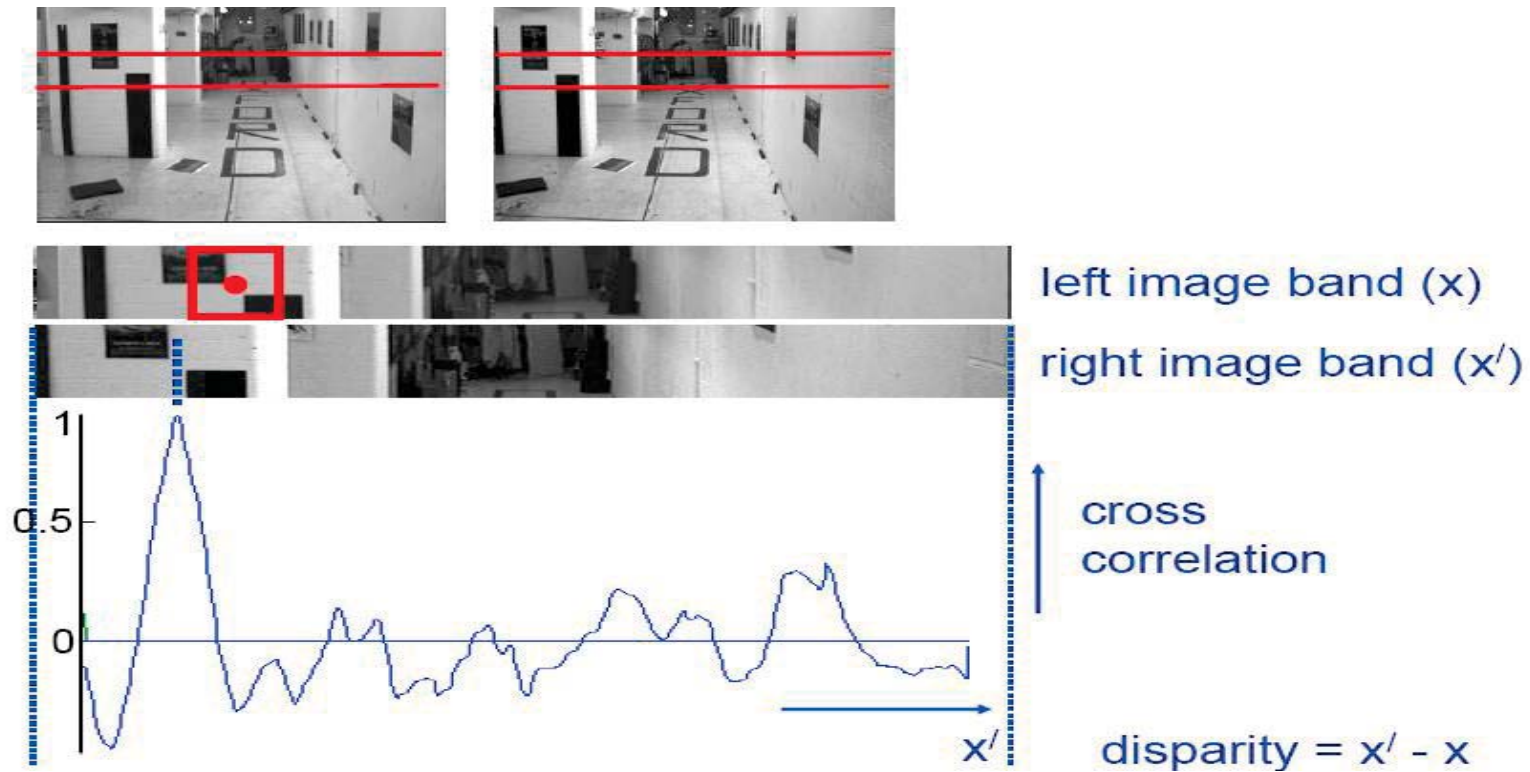 left image band (x)
right image band (x/)
1
0.5
0
cross
correlation
x/
disparity = x/ - x